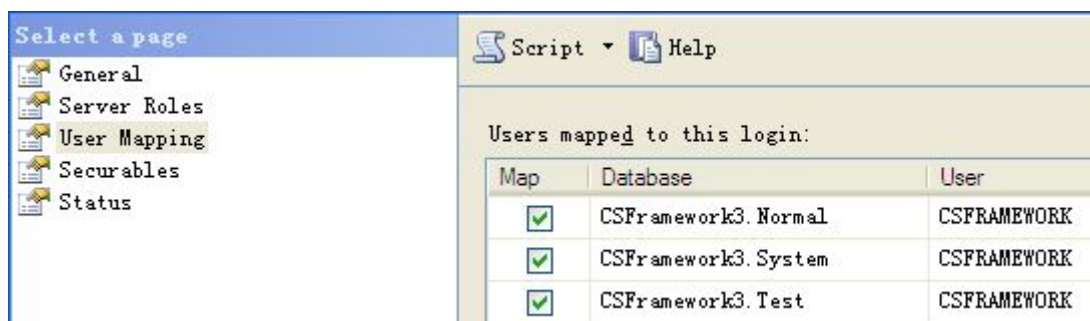 Select a page
General
Server Roles
User Mapping
Securables
Status
Script Help
Users mapped to this login:
Map Database User
CSFramework3.Normal CSFRAMEWORK
CSFramework3.System CSFRAMEWORK
CSFramework3.Test CSFRAMEWORK